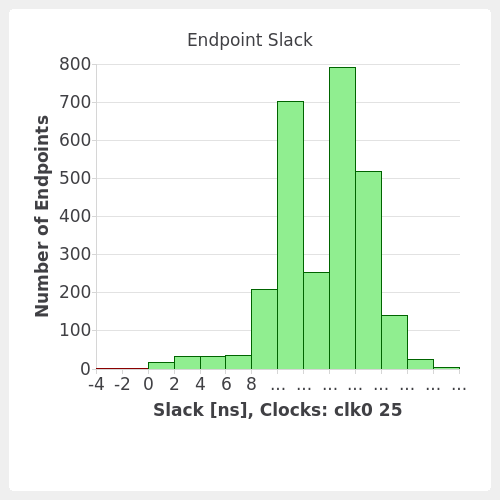 Endpoint Slack
Number of Endpoints
800
700
600
500
400
300
200
100
0
-4 -2 0 2 4 6 8 ... ... ... ... ... ... ... ...
Slack [ns], Clocks: clk0 25